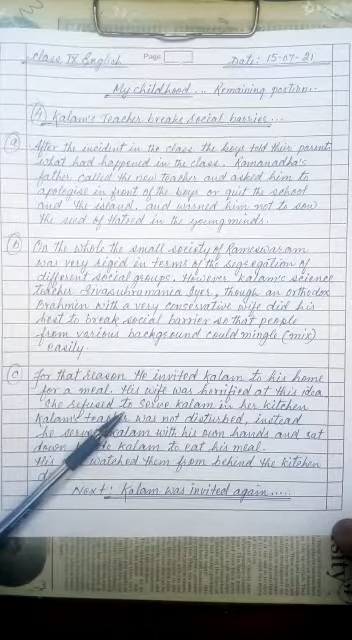 Class IX English Page Date: 15-07-21
My childhood... Remaining portion...
(9) Kalam's Teacher breake Social barrier....
(a) After the incident in the class the boys told their parents
what had happened in the class. Ramanadha's
father called the new teacher and asked him to
apologise in front of the boys or quit the school
and the island. and warned him not to sow
the seed of Hatred in the young minds.
(b) On the whole the small society of Rameswaram
was very rigid in terms of the segregation of
different social groups. However kalam's science
teacher Sivasubramania Iyer, though an orthodox
Brahmin with a very conservative wife did his
best to break social barrier so that people
from various background could mingle (mix)
easily.
(c) for that reason He invited kalam to his home
for a meal. His wife was horrified at this idea
She refused to serve kalam in her kitchen
Kalam's was not disturbed, instead
he kalam with his own hands and sat
down kalam to eat his meal.
His watched them from behind the kitchen
Next: Kalam was invited again.....